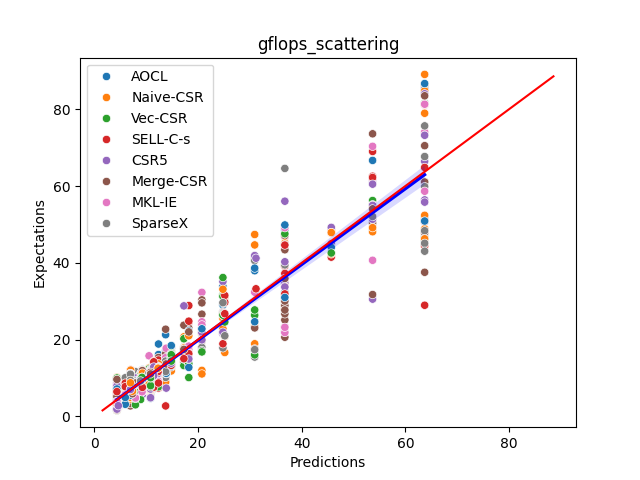 gflops_scattering
AOCL
Naive-CSR
Vec-CSR
SELL-C-s
CSR5
Merge-CSR
MKL-IE
SparseX
Expectations
80
60
40
20
0
0 20 40 60 80
Predictions